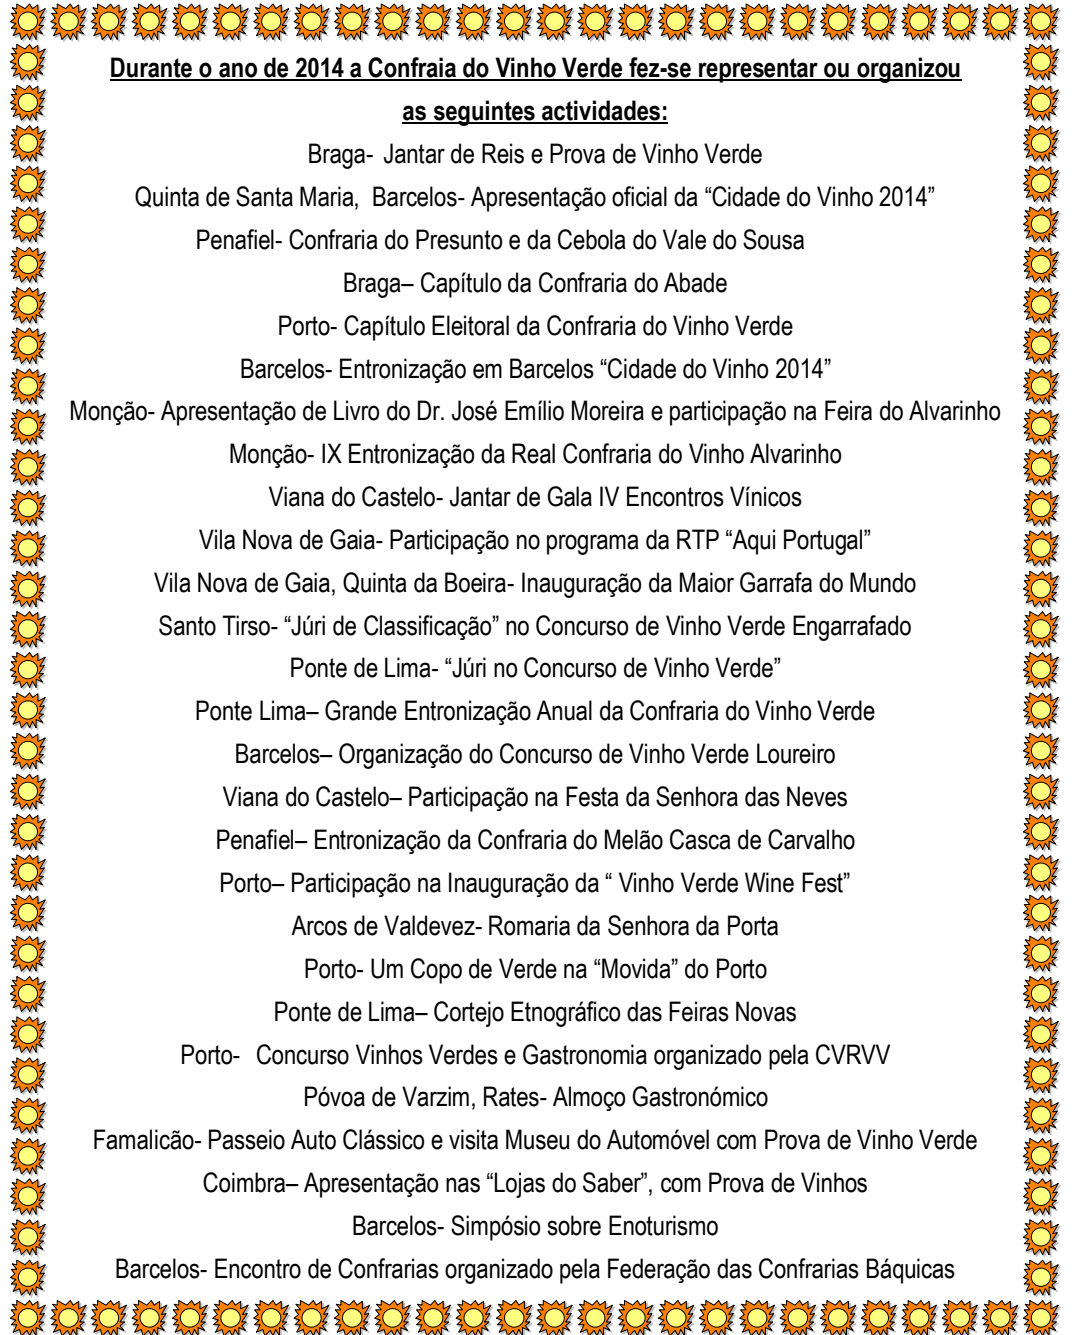 Durante o ano de 2014 a Confraia do Vinho Verde fez-se representar ou organizou
as seguintes actividades:
Braga- Jantar de Reis e Prova de Vinho Verde
Quinta de Santa Maria, Barcelos- Apresentação oficial da “Cidade do Vinho 2014”
Penafiel- Confraria do Presunto e da Cebola do Vale do Sousa
Braga– Capítulo da Confraria do Abade
Porto- Capítulo Eleitoral da Confraria do Vinho Verde
Barcelos- Entronização em Barcelos “Cidade do Vinho 2014”
Monção- Apresentação de Livro do Dr. José Emílio Moreira e participação na Feira do Alvarinho
Monção- IX Entronização da Real Confraria do Vinho Alvarinho
Viana do Castelo- Jantar de Gala IV Encontros Vínicos
Vila Nova de Gaia- Participação no programa da RTP “Aqui Portugal”
Vila Nova de Gaia, Quinta da Boeira- Inauguração da Maior Garrafa do Mundo
Santo Tirso- “Júri de Classificação” no Concurso de Vinho Verde Engarrafado
Ponte de Lima- “Júri no Concurso de Vinho Verde”
Ponte Lima– Grande Entronização Anual da Confraria do Vinho Verde
Barcelos– Organização do Concurso de Vinho Verde Loureiro
Viana do Castelo– Participação na Festa da Senhora das Neves
Penafiel– Entronização da Confraria do Melão Casca de Carvalho
Porto– Participação na Inauguração da “ Vinho Verde Wine Fest”
Arcos de Valdevez- Romaria da Senhora da Porta
Porto- Um Copo de Verde na “Movida” do Porto
Ponte de Lima– Cortejo Etnográfico das Feiras Novas
Porto- Concurso Vinhos Verdes e Gastronomia organizado pela CVRVV
Póvoa de Varzim, Rates- Almoço Gastronómico
Famalicão- Passeio Auto Clássico e visita Museu do Automóvel com Prova de Vinho Verde
Coimbra– Apresentação nas “Lojas do Saber”, com Prova de Vinhos
Barcelos- Simpósio sobre Enoturismo
Barcelos- Encontro de Confrarias organizado pela Federação das Confrarias Báquicas